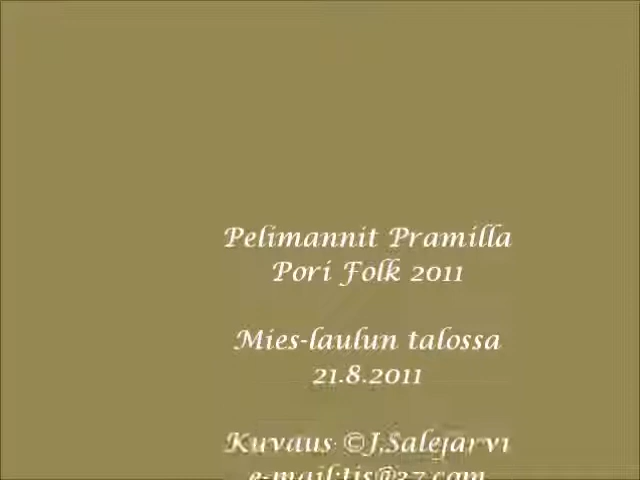 Pelimannit Pramilla
Pori Folk 2011
Mies-laulun talossa
21.8.2011
Kuvaus ©J.Salejarvi